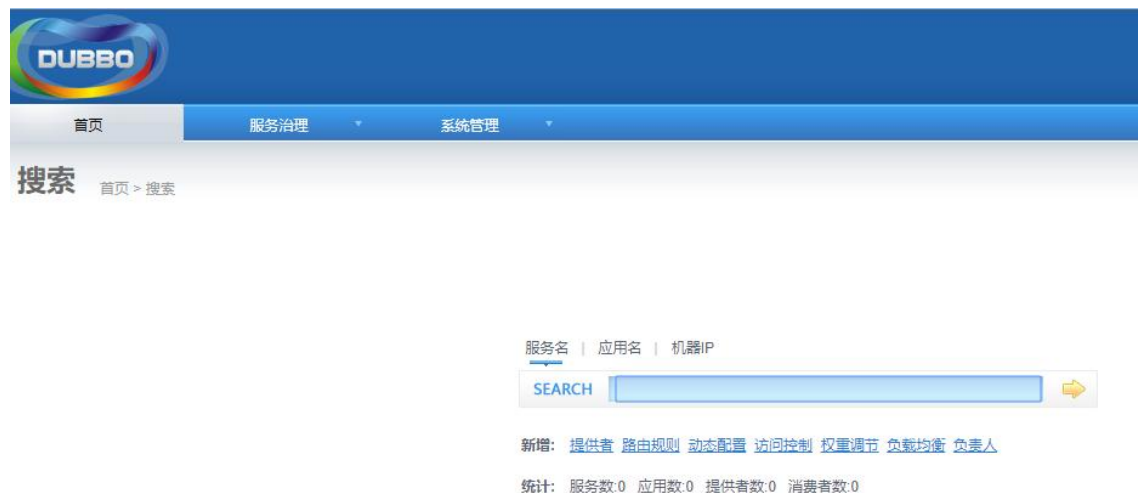 DUBBO
首页 服务治理 系统管理
搜索 首页 > 搜索
服务名 | 应用名 | 机器IP
SEARCH
新增: 提供者 路由规则 动态配置 访问控制 权重调节 负载均衡 负责人
统计: 服务数:0 应用数:0 提供者数:0 消费者数:0